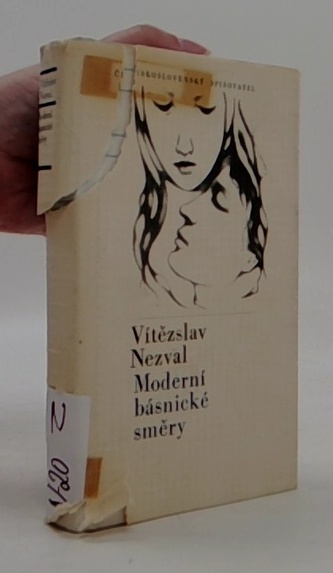 ČESKOSLOVENSKÝ SPISOVATEL
Vítězslav
Nezval
Moderní
básnické
směry
N